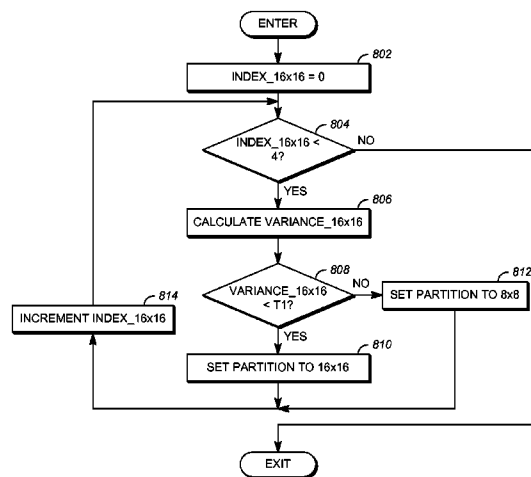 ENTER
802
INDEX_16x16 = 0
804
INDEX_16x16 <
4?
NO
YES
806
CALCULATE VARIANCE_16x16
808
VARIANCE_16x16
< T1?
NO
812
SET PARTITION TO 8x8
814
INCREMENT INDEX_16x16
YES
810
SET PARTITION TO 16x16
EXIT